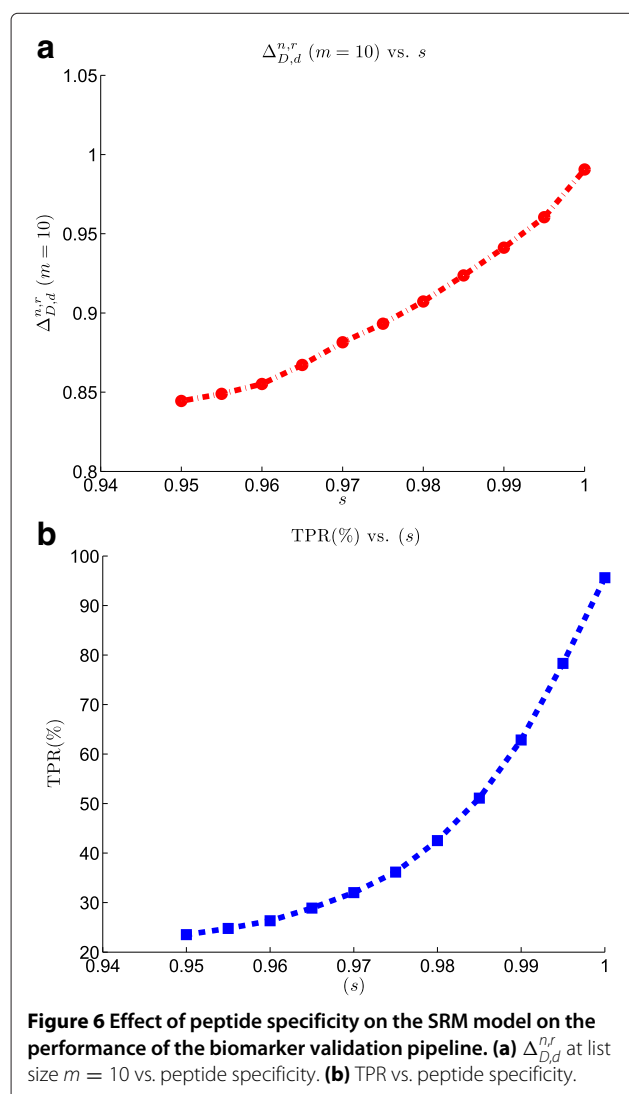 a
Δ^{n,r}_{D,d} (m = 10) vs. s
1.05
1
0.95
0.9
0.85
0.8
Δ^{n,r}_{D,d} (m = 10)
0.94 0.95 0.96 0.97 0.98 0.99 1
s
b
TPR(%) vs. (s)
100
90
80
70
60
50
40
30
20
TPR(%)
0.94 0.95 0.96 0.97 0.98 0.99 1
(s)
Figure 6 Effect of peptide specificity on the SRM model on the
performance of the biomarker validation pipeline. (a) Δ^{n,r}_{D,d} at list
size m = 10 vs. peptide specificity. (b) TPR vs. peptide specificity.